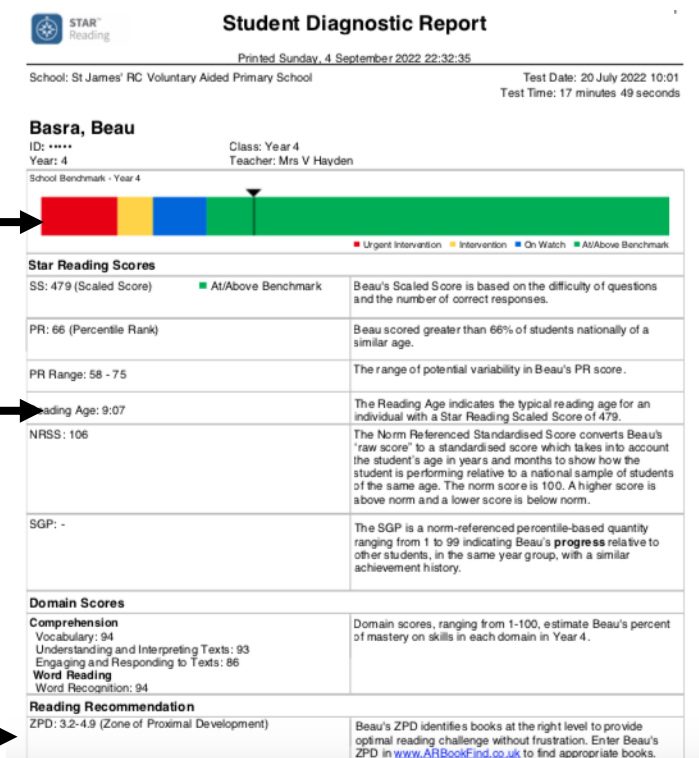 STAR™
Reading
Student Diagnostic Report
Printed Sunday, 4 September 2022 22:32:35
School: St James' RC Voluntary Aided Primary School
Test Date: 20 July 2022 10:01
Test Time: 17 minutes 49 seconds
Basra, Beau
ID: •••••
Class: Year 4
Year: 4
Teacher: Mrs V Hayden
School Benchmark - Year 4
Urgent Intervention Intervention On Watch At/Above Benchmark
Star Reading Scores
SS: 479 (Scaled Score) At/Above Benchmark
Beau's Scaled Score is based on the difficulty of questions
and the number of correct responses.
PR: 66 (Percentile Rank)
Beau scored greater than 66% of students nationally of a
similar age.
PR Range: 58 - 75
The range of potential variability in Beau's PR score.
eading Age: 9:07
The Reading Age indicates the typical reading age for an
individual with a Star Reading Scaled Score of 479.
NRSS: 106
The Norm Referenced Standardised Score converts Beau's
"raw score" to a standardised score which takes into account
the student's age in years and months to show how the
student is performing relative to a national sample of students
of the same age. The norm score is 100. A higher score is
above norm and a lower score is below norm.
SGP: -
The SGP is a norm-referenced percentile-based quantity
ranging from 1 to 99 indicating Beau's progress relative to
other students, in the same year group, with a similar
achievement history.
Domain Scores
Comprehension
Vocabulary: 94
Understanding and Interpreting Texts: 93
Engaging and Responding to Texts: 86
Word Reading
Word Recognition: 94
Domain scores, ranging from 1-100, estimate Beau's percent
of mastery on skills in each domain in Year 4.
Reading Recommendation
ZPD: 3.2-4.9 (Zone of Proximal Development)
Beau's ZPD identifies books at the right level to provide
optimal reading challenge without frustration. Enter Beau's
ZPD in www.ARBookFind.co.uk to find appropriate books.